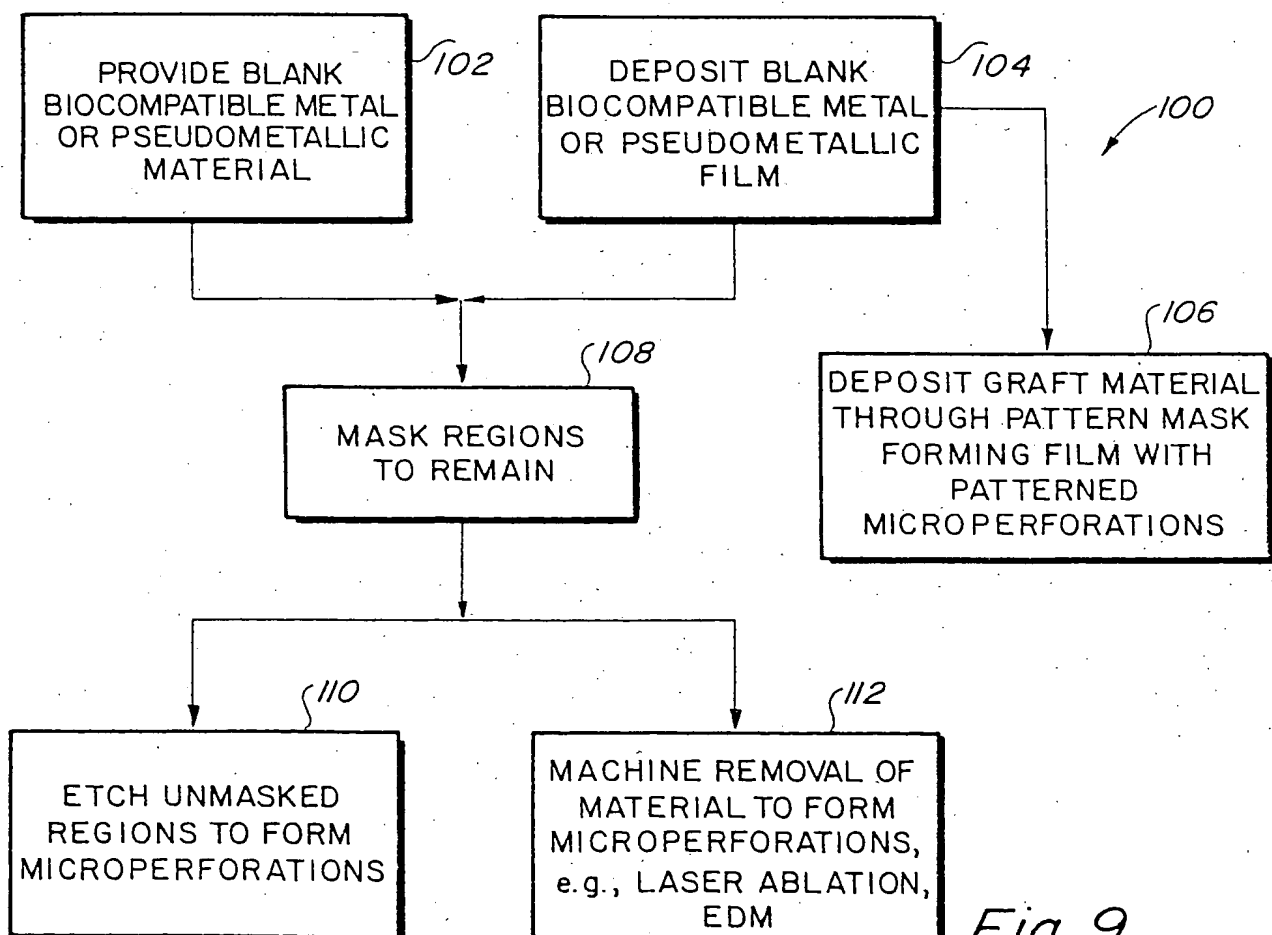 PROVIDE BLANK
BIOCOMPATIBLE METAL
OR PSEUDOMETALLIC
MATERIAL
102
DEPOSIT BLANK
BIOCOMPATIBLE METAL
OR PSEUDOMETALLIC
FILM
104
100
108
MASK REGIONS
TO REMAIN
106
DEPOSIT GRAFT MATERIAL
THROUGH PATTERN MASK
FORMING FILM WITH
PATTERNED
MICROPERFORATIONS
110
ETCH UNMASKED
REGIONS TO FORM
MICROPERFORATIONS
112
MACHINE REMOVAL OF
MATERIAL TO FORM
MICROPERFORATIONS,
e.g., LASER ABLATION,
EDM
Fig. 9